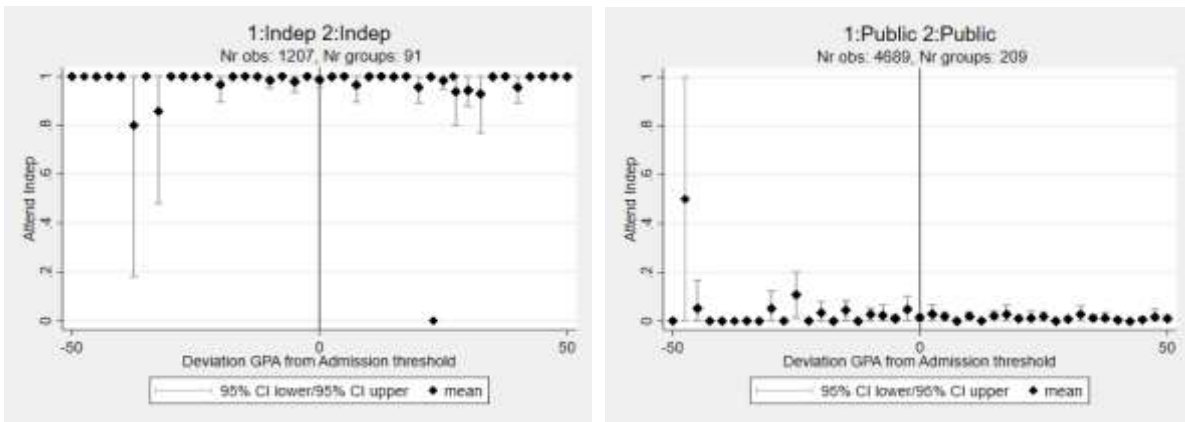 1:Indep 2:Indep
Nr obs: 1207, Nr groups: 91
Attend Indep
1
.8
.6
.4
.2
0
-50
0
50
Deviation GPA from Admission threshold
95% CI lower/95% CI upper
mean
1:Public 2:Public
Nr obs: 4689, Nr groups: 209
Attend Indep
1
.8
.6
.4
.2
0
-50
0
50
Deviation GPA from Admission threshold
95% CI lower/95% CI upper
mean